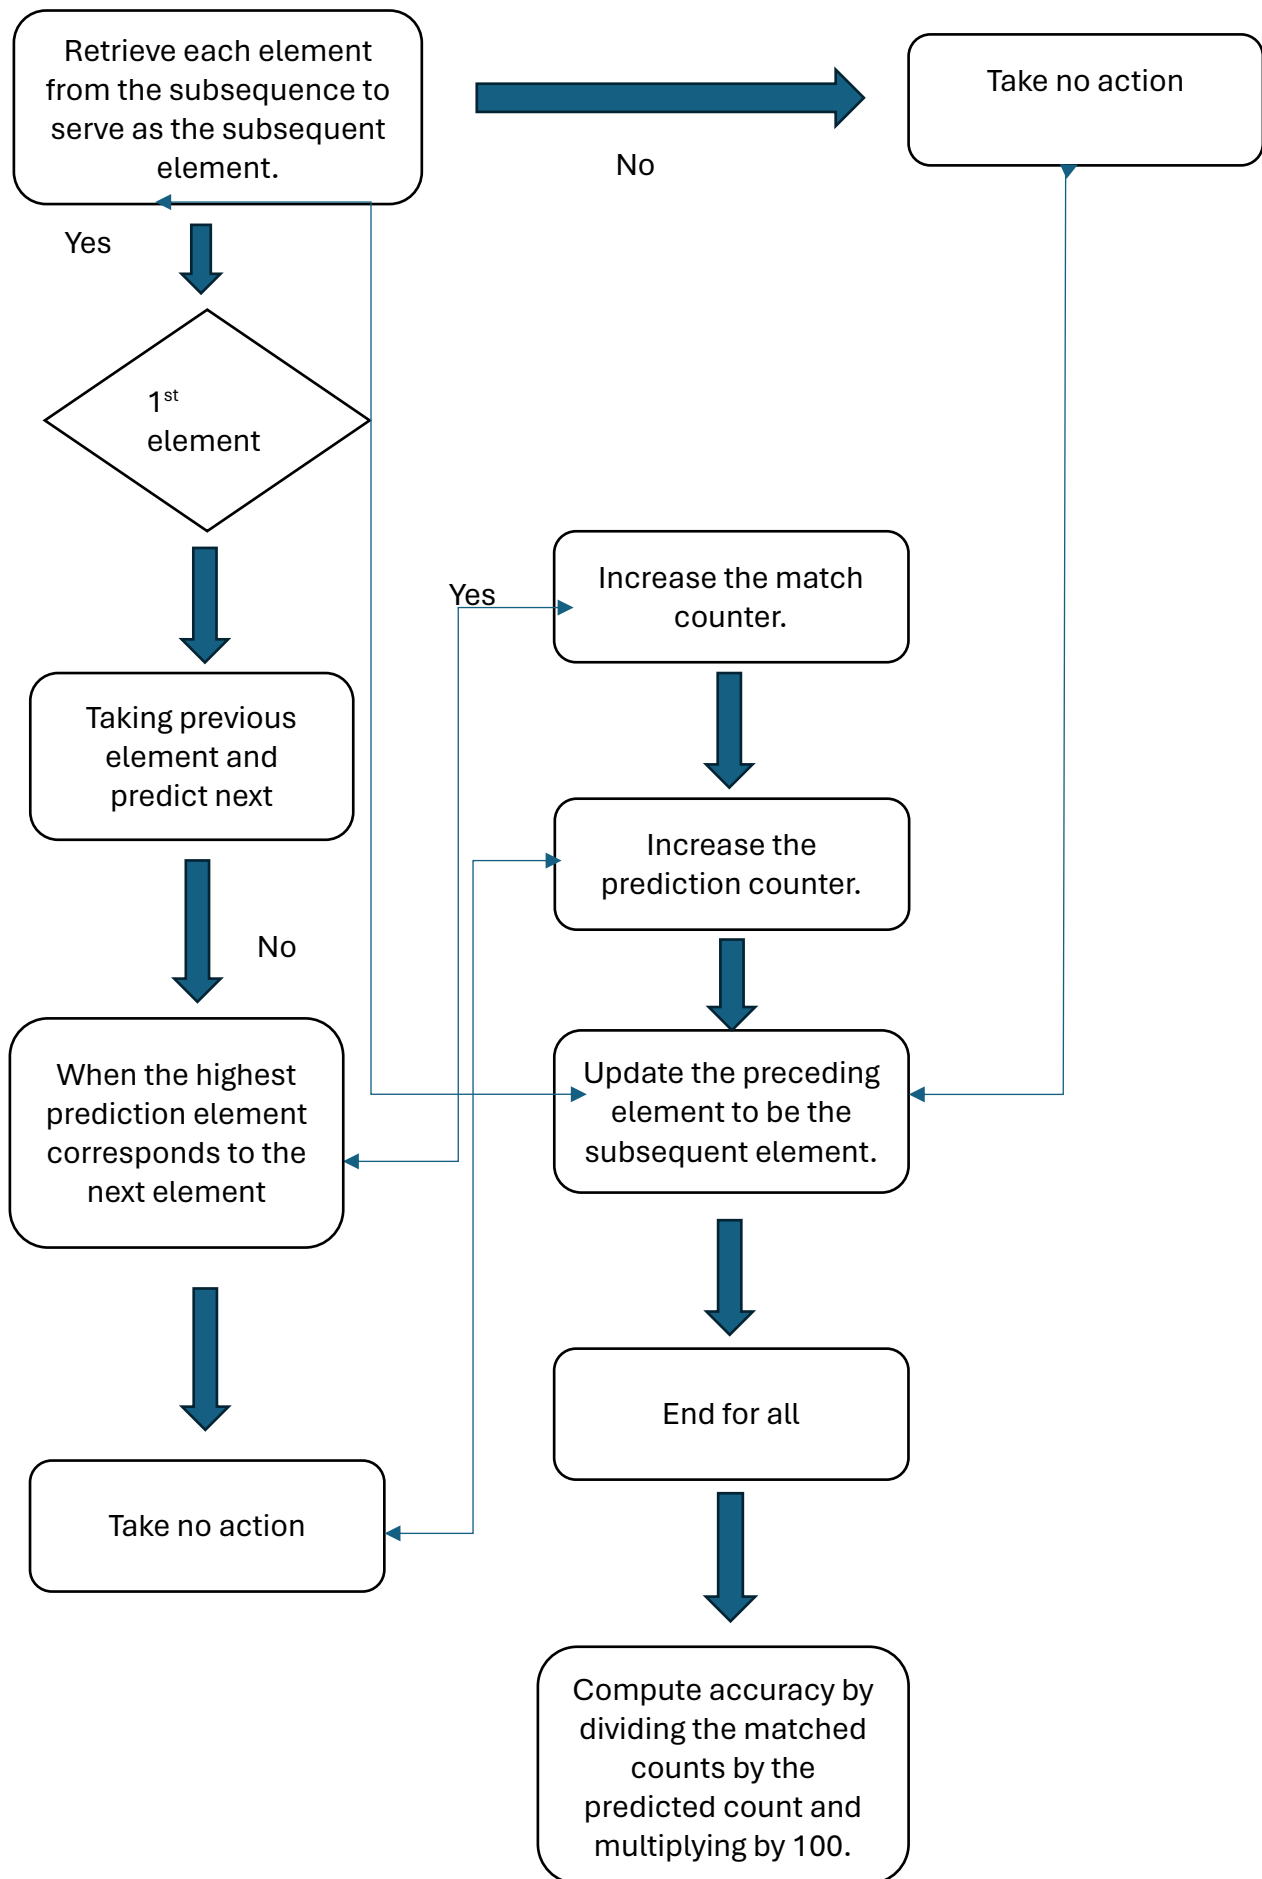 Retrieve each element
from the subsequence to
serve as the subsequent
element.
No
Take no action
Yes
1st
element
Yes
Increase the match
counter.
Taking previous
element and
predict next
Increase the
prediction counter.
No
When the highest
prediction element
corresponds to the
next element
Update the preceding
element to be the
subsequent element.
End for all
Take no action
Compute accuracy by
dividing the matched
counts by the
predicted count and
multiplying by 100.